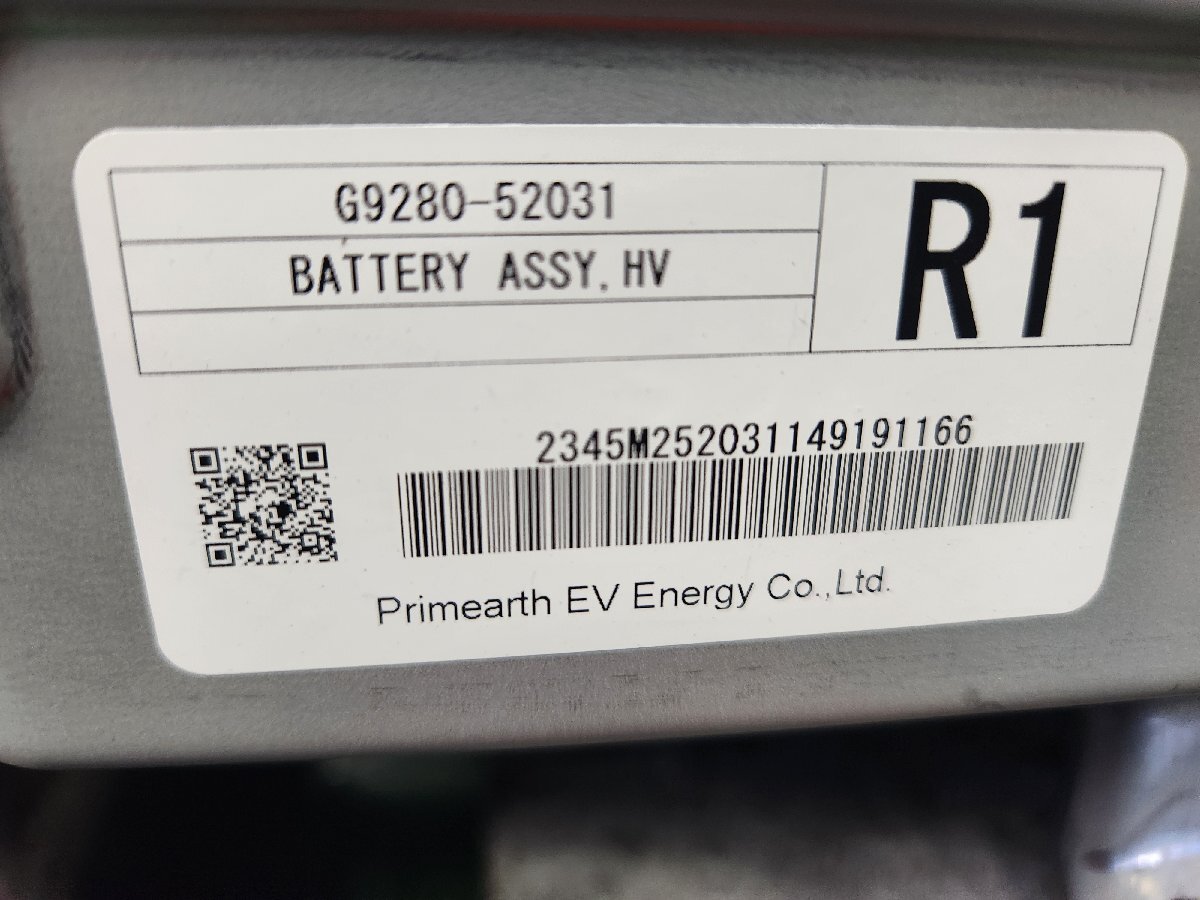 G9280-52031
R1
BATTERY ASSY,HV
2345M252031149191166
Primearth EV Energy Co.,Ltd.